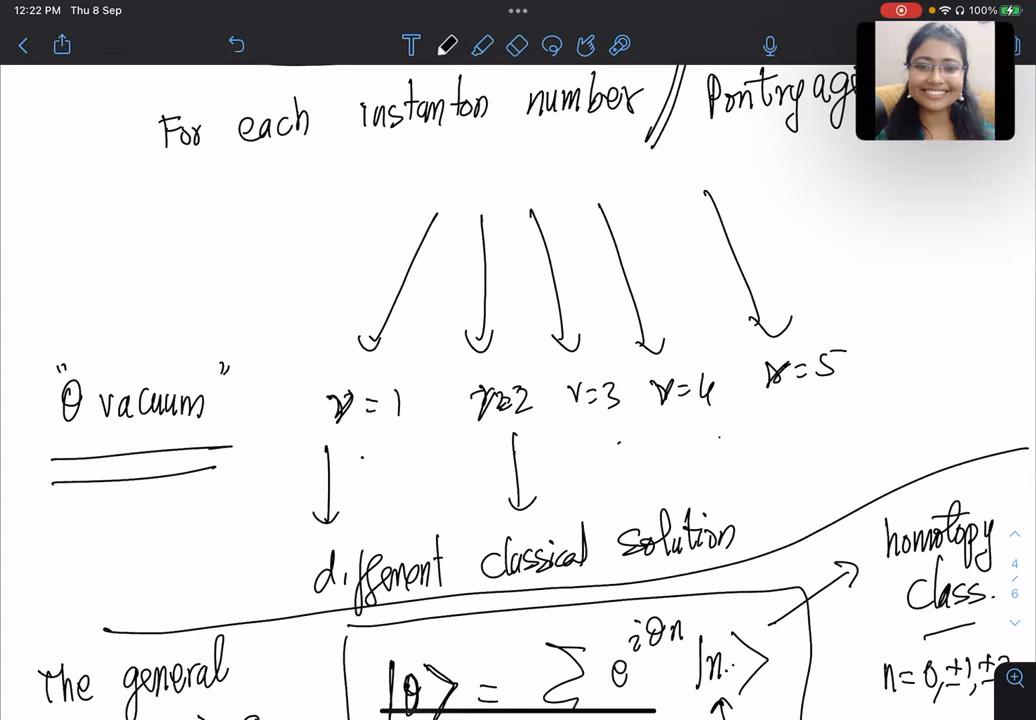 12:22 PM Thu 8 Sep
100%
For each instanton number // Pontryag
ν = 1 ν=2 ν=3 ν=4 ν=5
"θ vacuum"
different classical solution
homotopy
class.
n = 0, ±1, ±2
4
/
6
The general
|θ> = Σ e^{iθn} |n..>